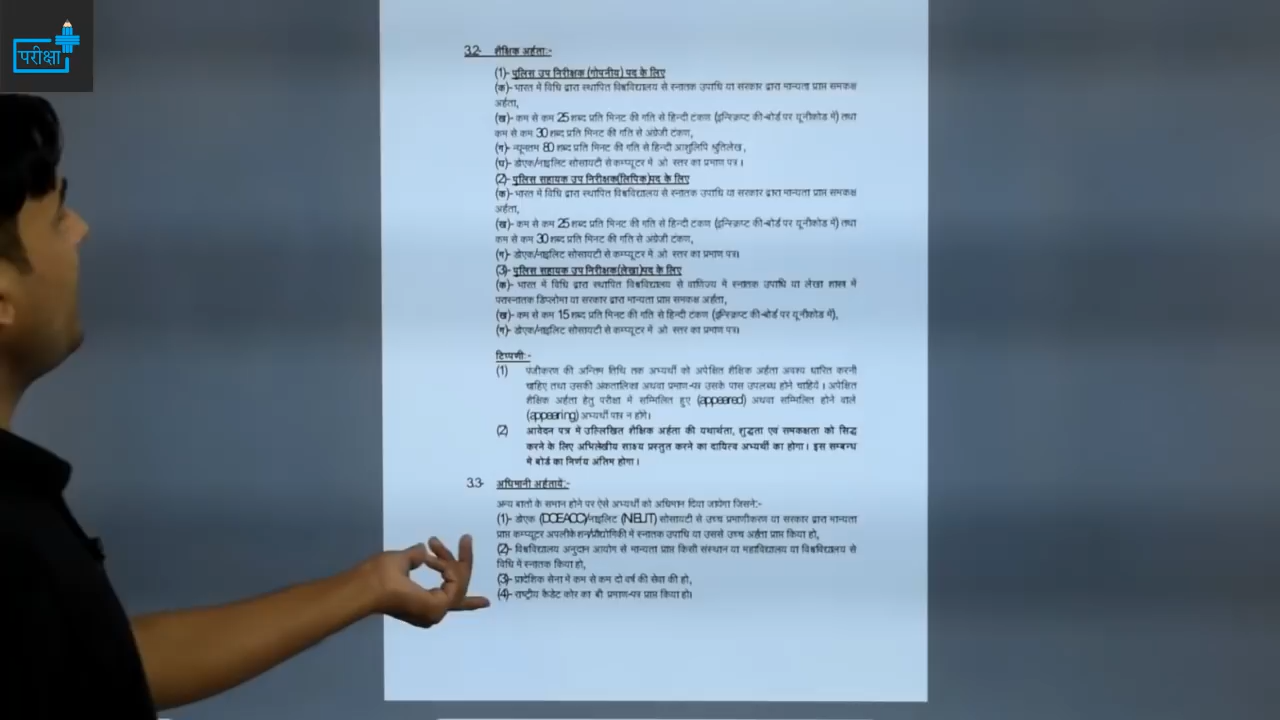 परीक्षा
3.2- शैक्षिक अर्हताः-
(1)- पुलिस उप निरीक्षक (गोपनीय) पद के लिए
(क)- भारत में विधि द्वारा स्थापित विश्वविद्यालय से स्नातक उपाधि या सरकार द्वारा मान्यता प्राप्त समकक्ष
अर्हता,
(ख)- कम से कम 25 शब्द प्रति मिनट की गति से हिन्दी टंकण (इन्स्क्रिप्ट की-बोर्ड पर यूनीकोड में) तथा
कम से कम 30 शब्द प्रति मिनट की गति से अंग्रेजी टंकण,
(ग)- न्यूनतम 80 शब्द प्रति मिनट की गति से हिन्दी आशुलिपि श्रुतिलेख,
(घ)- डोएक/नाइलिट सोसायटी से कम्प्यूटर में ओ स्तर का प्रमाण पत्र।
(2)- पुलिस सहायक उप निरीक्षक(लिपिक)पद के लिए
(क)- भारत में विधि द्वारा स्थापित विश्वविद्यालय से स्नातक उपाधि या सरकार द्वारा मान्यता प्राप्त समकक्ष
अर्हता,
(ख)- कम से कम 25 शब्द प्रति मिनट की गति से हिन्दी टंकण (इन्स्क्रिप्ट की-बोर्ड पर यूनीकोड में) तथा
कम से कम 30 शब्द प्रति मिनट की गति से अंग्रेजी टंकण,
(ग)- डोएक/नाइलिट सोसायटी से कम्प्यूटर में ओ स्तर का प्रमाण पत्र।
(3)- पुलिस सहायक उप निरीक्षक(लेखा)पद के लिए
(क)- भारत में विधि द्वारा स्थापित विश्वविद्यालय से वाणिज्य में स्नातक उपाधि या लेखा शास्त्र में
परास्नातक डिप्लोमा या सरकार द्वारा मान्यता प्राप्त समकक्ष अर्हता,
(ख)- कम से कम 15 शब्द प्रति मिनट की गति से हिन्दी टंकण (इन्स्क्रिप्ट की-बोर्ड पर यूनीकोड में),
(ग)- डोएक/नाइलिट सोसायटी से कम्प्यूटर में ओ स्तर का प्रमाण पत्र।
टिप्पणीः-
(1) पंजीकरण की अन्तिम तिथि तक अभ्यर्थी को अपेक्षित शैक्षिक अर्हता अवश्य धारित करनी
चाहिए तथा उसकी अंकतालिका अथवा प्रमाण-पत्र उसके पास उपलब्ध होने चाहियें। अपेक्षित
शैक्षिक अर्हता हेतु परीक्षा में सम्मिलित हुए (appeared) अथवा सम्मिलित होने वाले
(appearing) अभ्यर्थी पात्र न होंगे।
(2) आवेदन पत्र में उल्लिखित शैक्षिक अर्हता की यथार्थता, शुद्धता एवं समकक्षता को सिद्ध
करने के लिए अभिलेखीय साक्ष्य प्रस्तुत करने का दायित्व अभ्यर्थी का होगा। इस सम्बन्ध
में बोर्ड का निर्णय अंतिम होगा।
3.3- अधिमानी अर्हतायेंः-
अन्य बातों के समान होने पर ऐसे अभ्यर्थी को अधिमान दिया जायेगा जिसनेः-
(1)- डोएक (DOEACC)/नाइलिट (NIELIT) सोसायटी से उच्च प्रमाणीकरण या सरकार द्वारा मान्यता
प्राप्त कम्प्यूटर अपलीकेशन/प्रौद्योगिकी में स्नातक उपाधि या उससे उच्च अर्हता प्राप्त किया हो,
(2)- विश्वविद्यालय अनुदान आयोग से मान्यता प्राप्त किसी संस्थान या महाविद्यालय या विश्वविद्यालय से
विधि में स्नातक किया हो,
(3)- प्रादेशिक सेना में कम से कम दो वर्ष की सेवा की हो,
(4)- राष्ट्रीय कैडेट कोर का बी प्रमाण-पत्र प्राप्त किया हो।